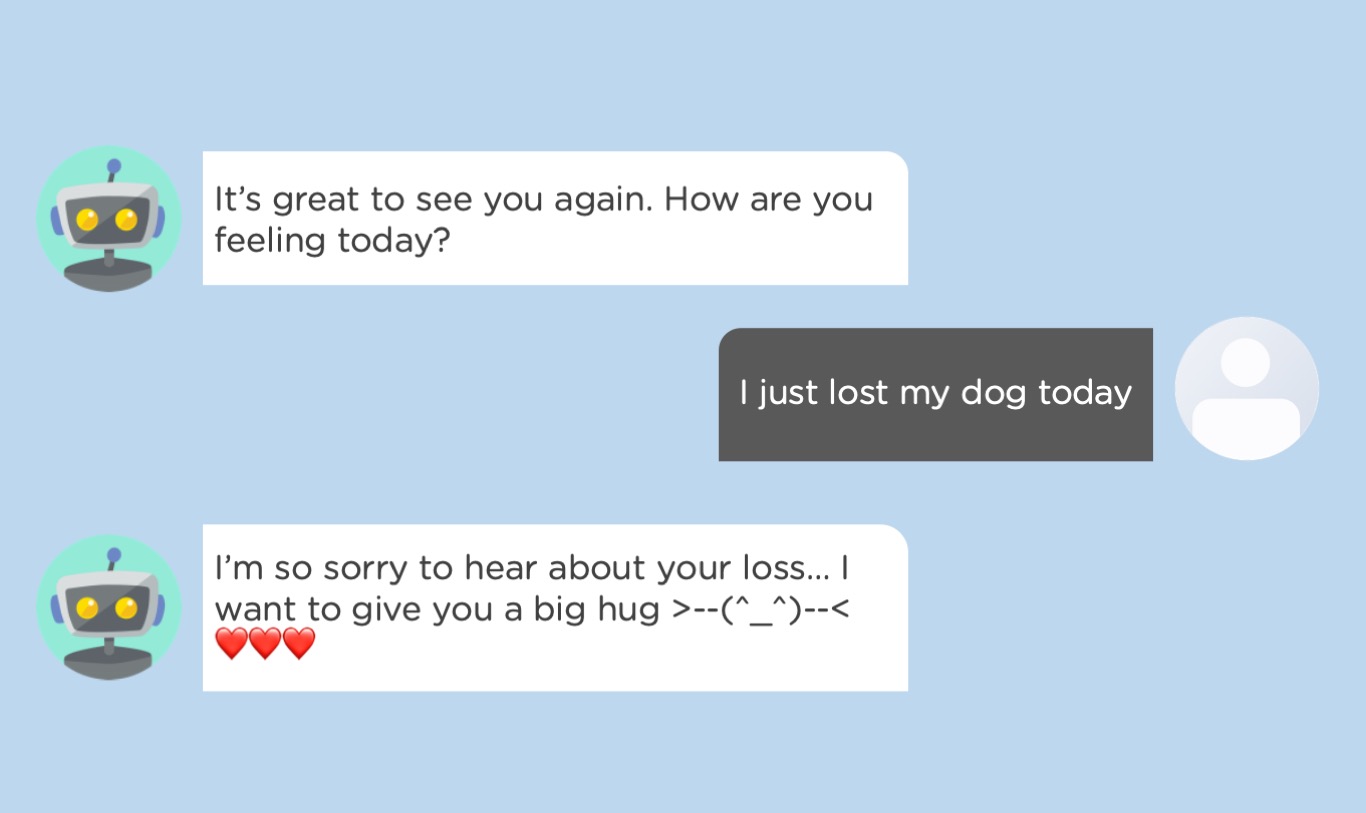 It’s great to see you again. How are you
feeling today?
I just lost my dog today
I’m so sorry to hear about your loss... I
want to give you a big hug >--(^_^)--<
❤️❤️❤️